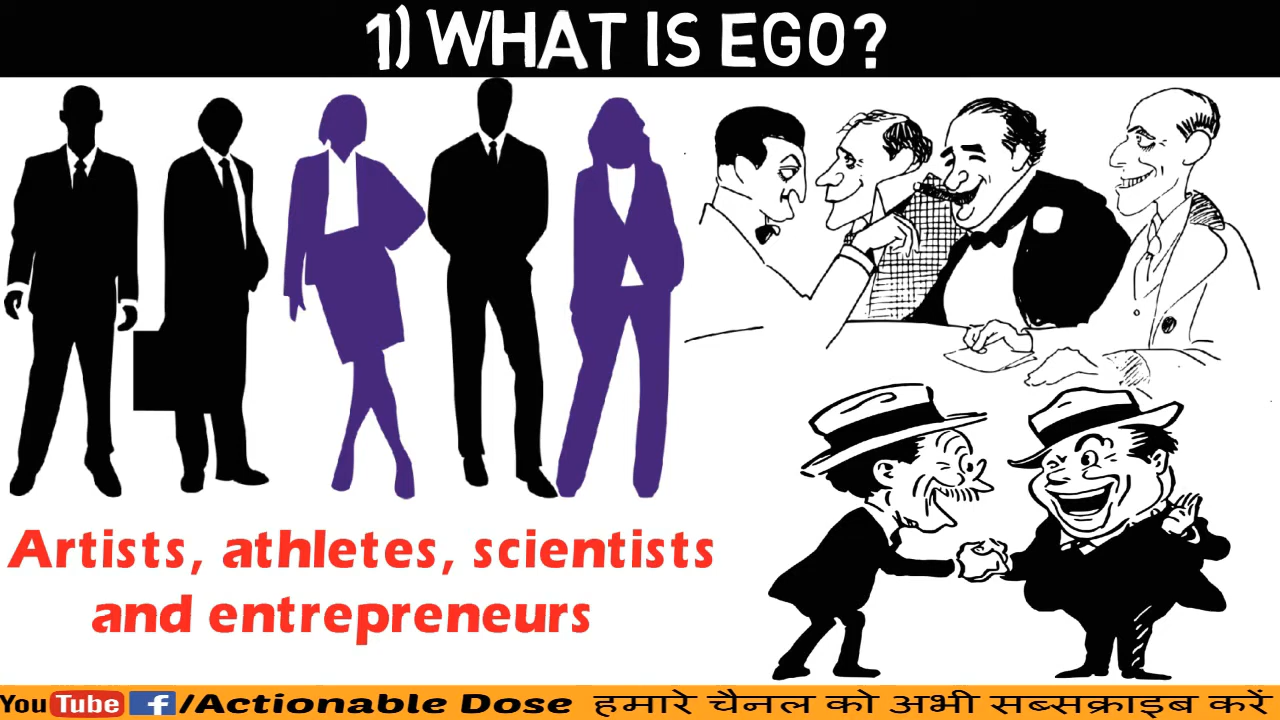 1) WHAT IS EGO?
Artists, athletes, scientists
and entrepreneurs
YouTube f/Actionable Dose हमारे चैनल को अभी सब्सक्राइब करें